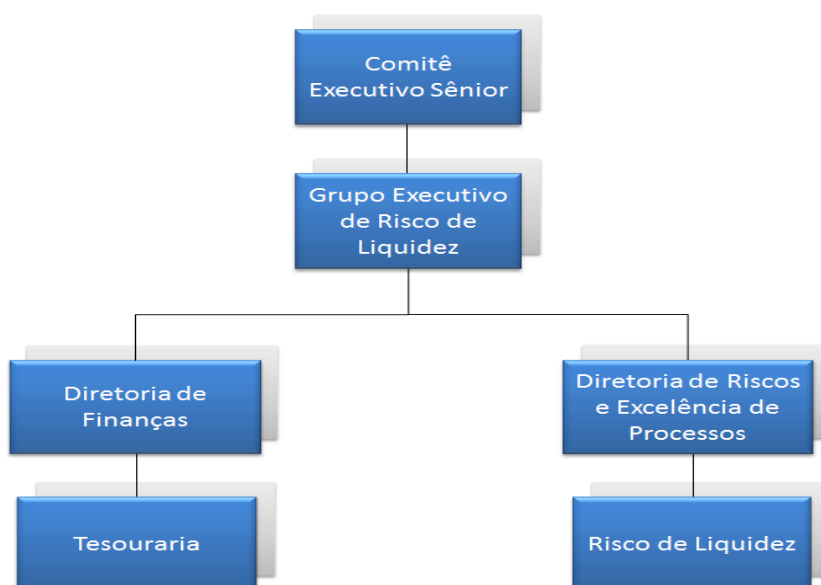 Comitê
Executivo Sênior
Grupo Executivo
de Risco de
Liquidez
Diretoria de
Finanças
Diretoria de Riscos
e Excelência de
Processos
Tesouraria
Risco de Liquidez